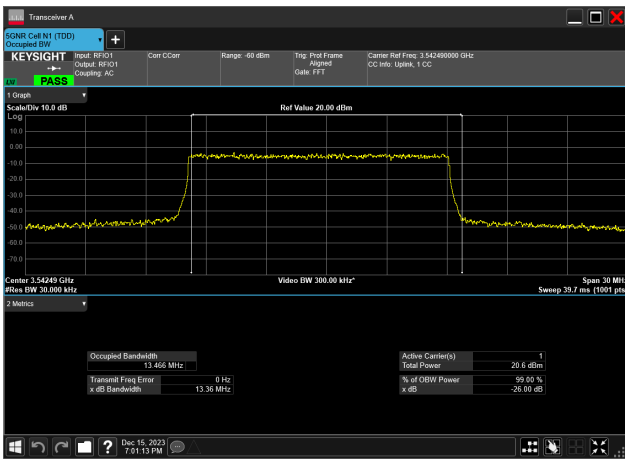 Transceiver A
5GNR Cell N1 (TDD)
Occupied BW
KEYSIGHT
LXI
PASS
Input: RFIO1
Output: RFIO1
Coupling: AC
Corr CCorr
Range: -60 dBm
Trig: Prot Frame
Aligned
Gate: FFT
Carrier Ref Freq: 3.542490000 GHz
CC Info: Uplink, 1 CC
1 Graph
Scale/Div 10.0 dB
Ref Value 20.00 dBm
Log
10.0
0.00
-10.0
-20.0
-30.0
-40.0
-50.0
-60.0
-70.0
Center 3.54249 GHz
Video BW 300.00 kHz*
Span 30 MHz
#Res BW 30.000 kHz
Sweep 39.7 ms (1001 pts
2 Metrics
Occupied Bandwidth
13.466 MHz
Transmit Freq Error 0 Hz
x dB Bandwidth 13.36 MHz
Active Carrier(s) 1
Total Power 20.6 dBm
% of OBW Power 99.00 %
x dB -26.00 dB
Dec 15, 2023
7:01:13 PM